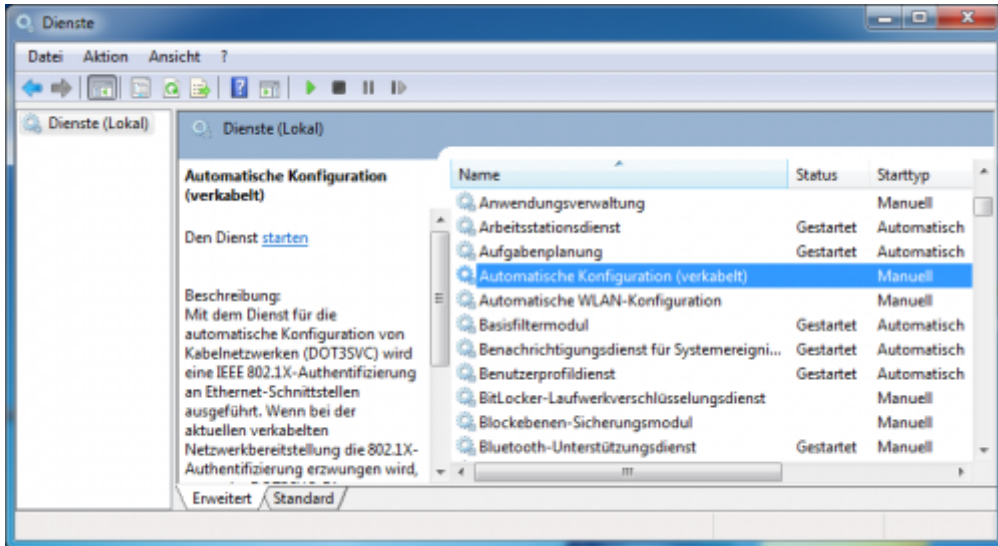 Dienste
Datei Aktion Ansicht ?
Dienste (Lokal)
Dienste (Lokal)
Automatische Konfiguration
(verkabelt)
Den Dienst starten
Beschreibung:
Mit dem Dienst für die
automatische Konfiguration von
Kabelnetzwerken (DOT3SVC) wird
eine IEEE 802.1X-Authentifizierung
an Ethernet-Schnittstellen
ausgeführt. Wenn bei der
aktuellen verkabelten
Netzwerkbereitstellung die 802.1X-
Authentifizierung erzwungen wird,
Name Status Starttyp
Anwendungsverwaltung Manuell
Arbeitsstationsdienst Gestartet Automatisch
Aufgabenplanung Gestartet Automatisch
Automatische Konfiguration (verkabelt) Manuell
Automatische WLAN-Konfiguration Manuell
Basisfiltermodul Gestartet Automatisch
Benachrichtigungsdienst für Systemereigni... Gestartet Automatisch
Benutzerprofildienst Gestartet Automatisch
BitLocker-Laufwerkverschlüsselungsdienst Manuell
Blockebenen-Sicherungsmodul Manuell
Bluetooth-Unterstützungsdienst Gestartet Manuell
Erweitert Standard